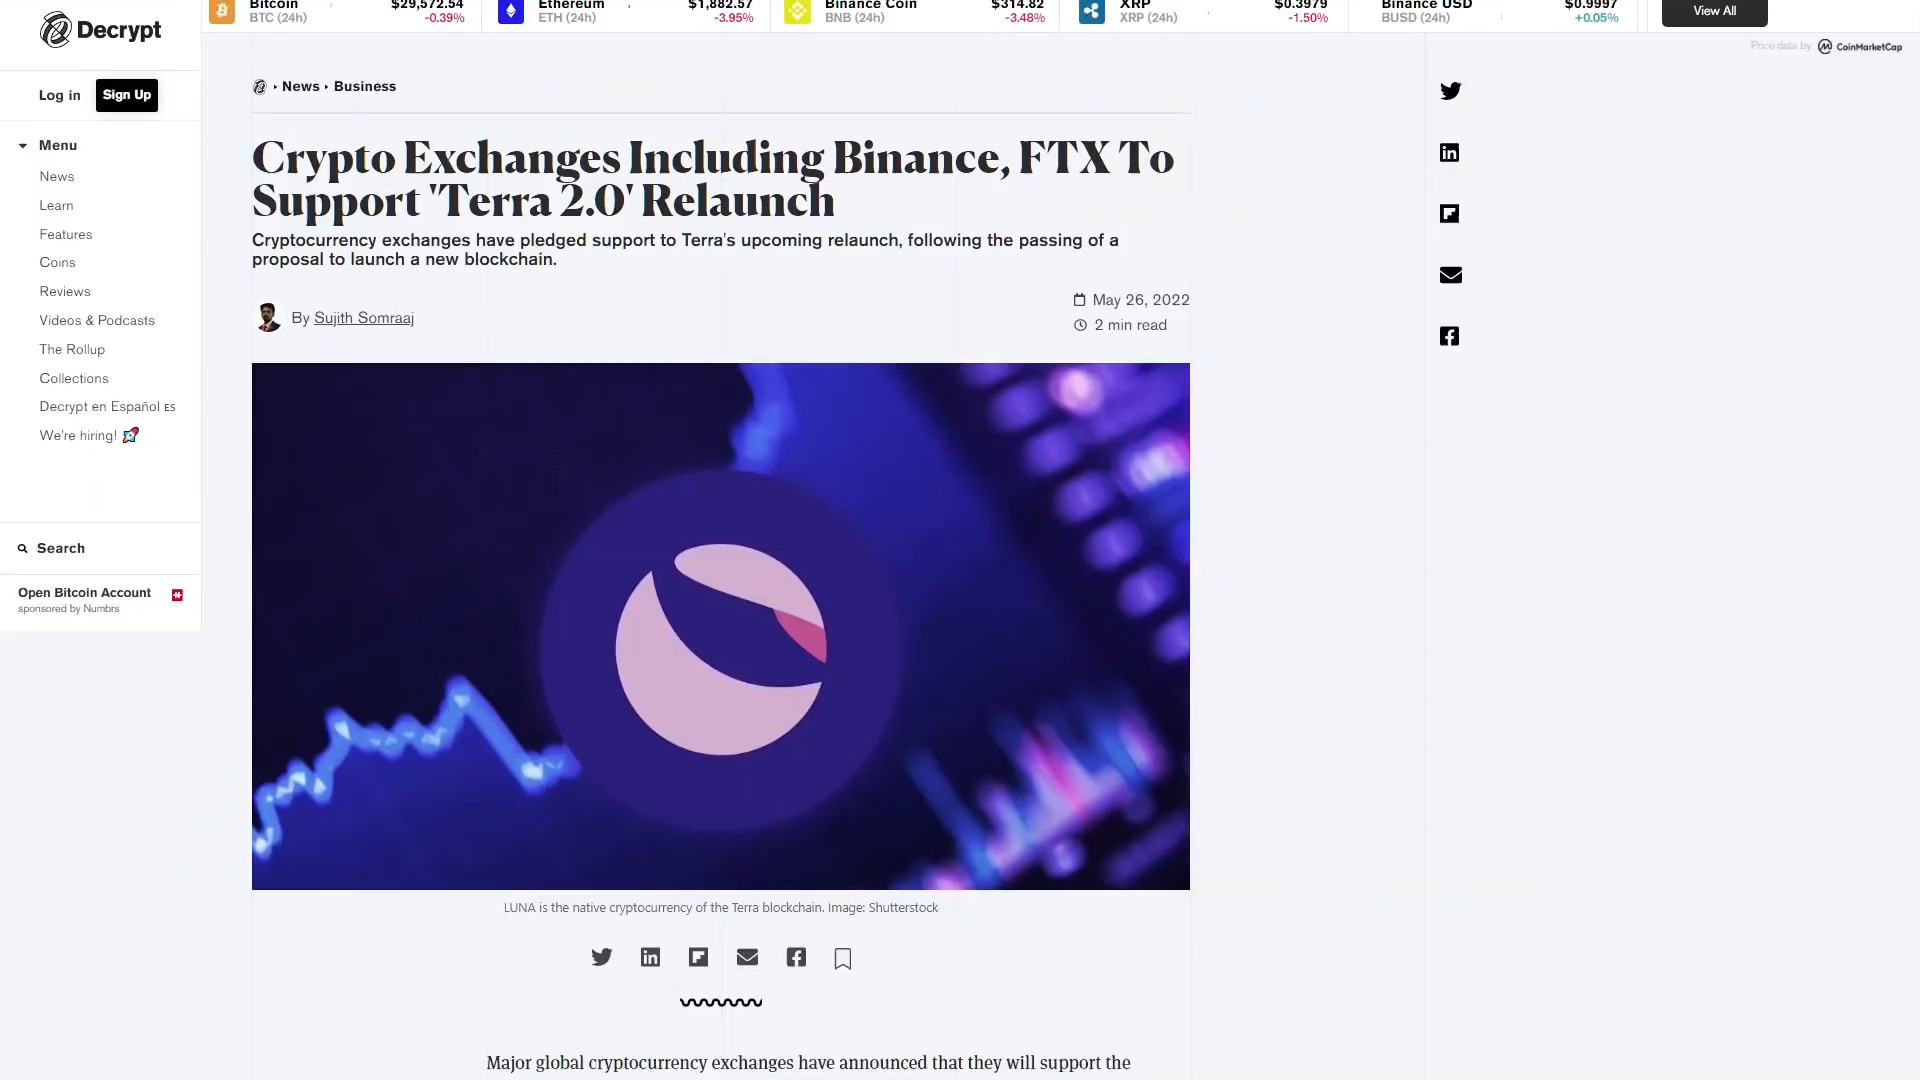 Decrypt
Bitcoin $29,572.54
BTC (24h) -0.39%
Ethereum $1,882.57
ETH (24h) -3.95%
Binance Coin $314.82
BNB (24h) -3.48%
XRP $0.3979
XRP (24h) -1.50%
Binance USD $0.9997
BUSD (24h) +0.05%
View All
Price data by CoinMarketCap
Log in Sign Up
Menu
News
Learn
Features
Coins
Reviews
Videos & Podcasts
The Rollup
Collections
Decrypt en Español ES
We're hiring!
Search
Open Bitcoin Account
sponsored by Numbrs
News Business
Crypto Exchanges Including Binance, FTX To
Support 'Terra 2.0' Relaunch
Cryptocurrency exchanges have pledged support to Terra's upcoming relaunch, following the passing of a
proposal to launch a new blockchain.
By Sujith Somraaj
May 26, 2022
2 min read
LUNA is the native cryptocurrency of the Terra blockchain. Image: Shutterstock
Major global cryptocurrency exchanges have announced that they will support the